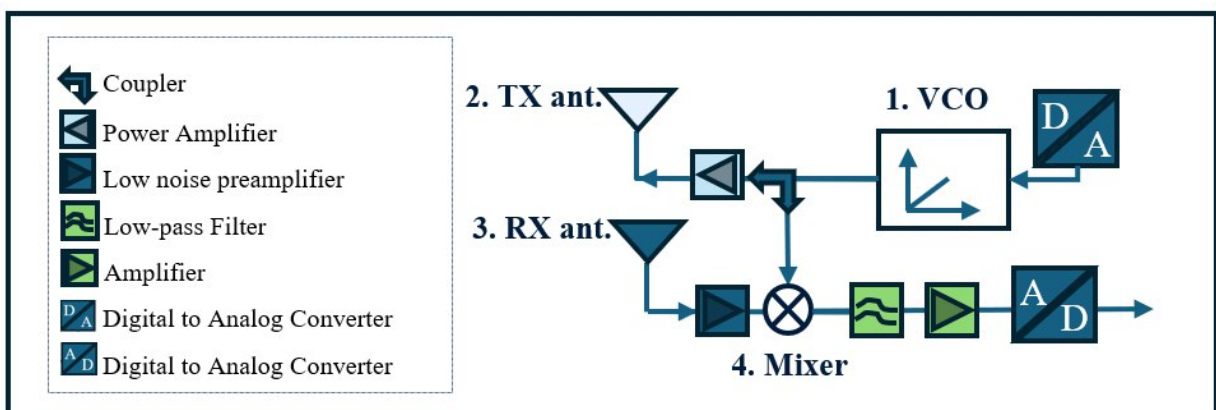 Coupler
Power Amplifier
Low noise preamplifier
Low-pass Filter
Amplifier
D
A
Digital to Analog Converter
A
D
Digital to Analog Converter
2. TX ant.
1. VCO
D
A
3. RX ant.
A
D
4. Mixer